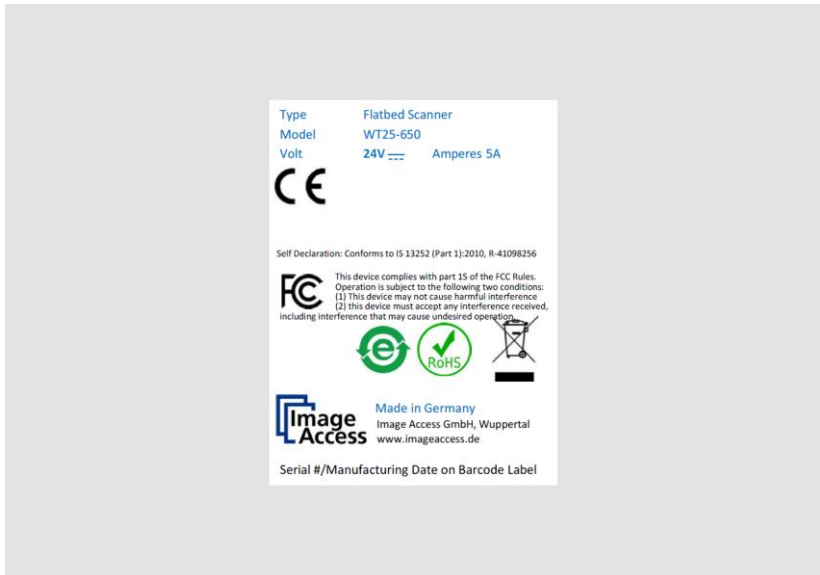 Type Flatbed Scanner
Model WT25-650
Volt 24V Amperes 5A
CE
Self Declaration: Conforms to IS 13252 (Part 1):2010, R-41098256
FC This device complies with part 15 of the FCC Rules.
Operation is subject to the following two conditions:
(1) This device may not cause harmful interference
(2) this device must accept any interference received,
including interference that may cause undesired operation.
e RoHS
Image Access
Made in Germany
Image Access GmbH, Wuppertal
www.imageaccess.de
Serial #/Manufacturing Date on Barcode Label